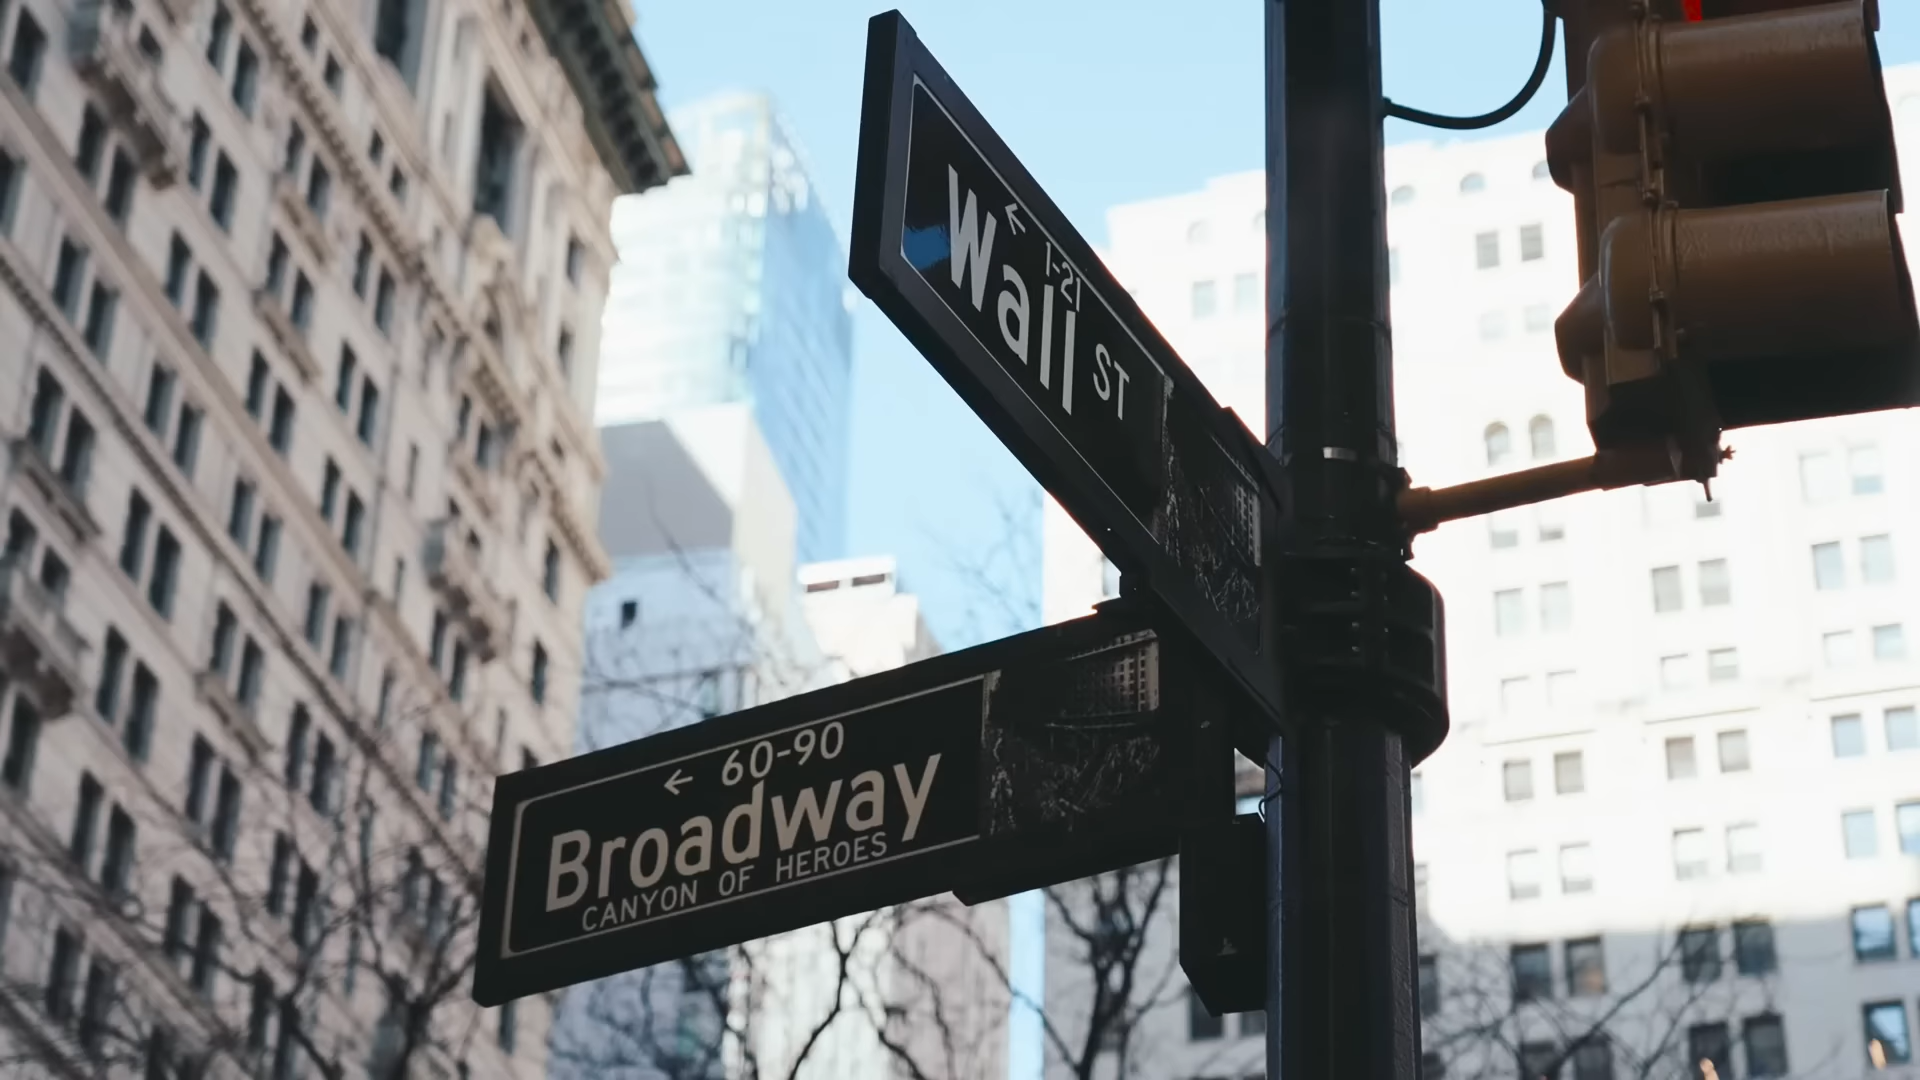 ← 1-21
Wall ST
← 60-90
Broadway
CANYON OF HEROES